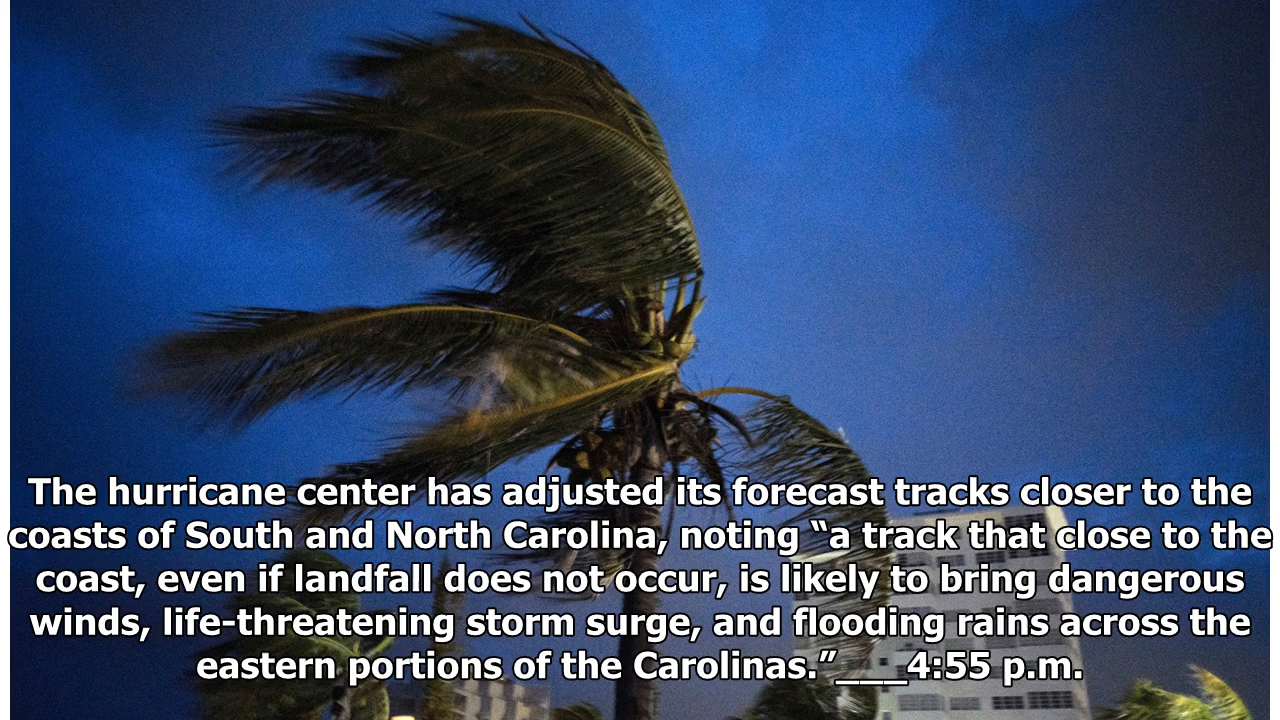 The hurricane center has adjusted its forecast tracks closer to the
coasts of South and North Carolina, noting “a track that close to the
coast, even if landfall does not occur, is likely to bring dangerous
winds, life-threatening storm surge, and flooding rains across the
eastern portions of the Carolinas.”___4:55 p.m.